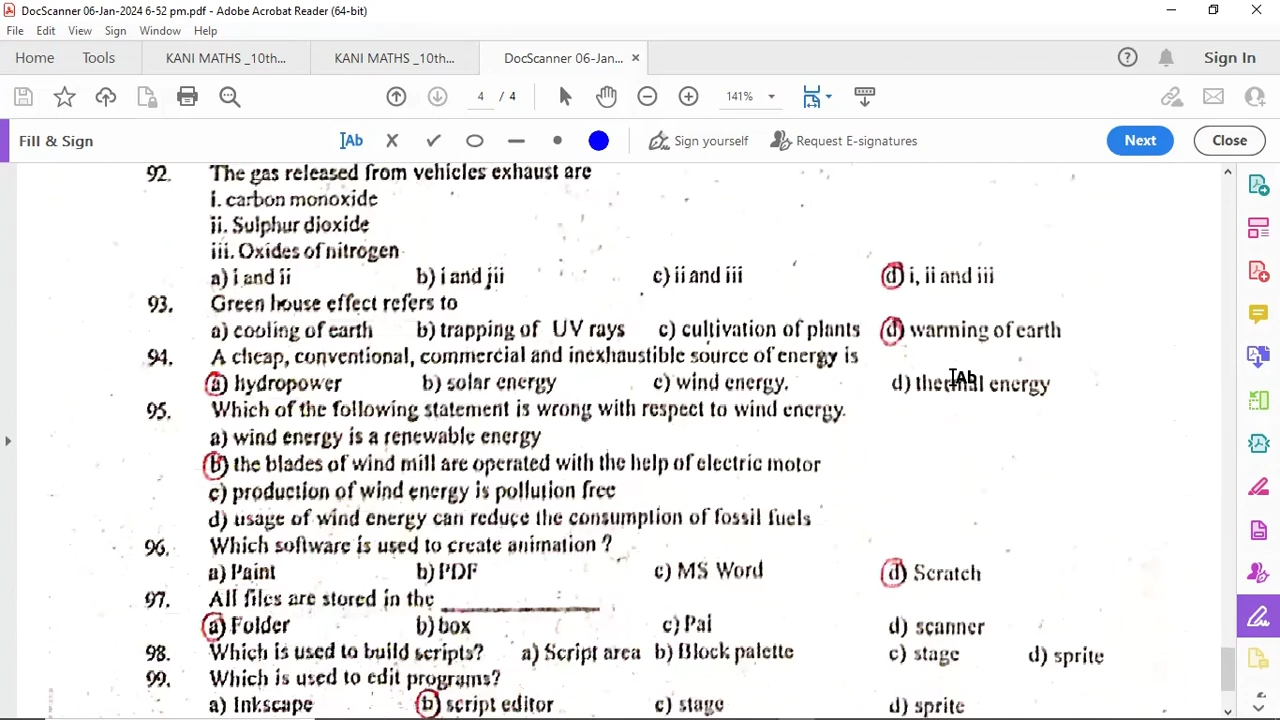 DocScanner 06-Jan-2024 6-52 pm.pdf - Adobe Acrobat Reader (64-bit)
File Edit View Sign Window Help
Home Tools KANI MATHS _10th... KANI MATHS _10th... DocScanner 06-Jan... Sign In
4 / 4 141%
Fill & Sign Ab Sign yourself Request E-signatures Next Close
92. The gas released from vehicles exhaust are
i. carbon monoxide
ii. Sulphur dioxide
iii. Oxides of nitrogen
a) i and ii b) i and iii c) ii and iii d) i, ii and iii
93. Green house effect refers to
a) cooling of earth b) trapping of UV rays c) cultivation of plants d) warming of earth
94. A cheap, conventional, commercial and inexhaustible source of energy is
a) hydropower b) solar energy c) wind energy. d) thermal energy
Ab
95. Which of the following statement is wrong with respect to wind energy.
a) wind energy is a renewable energy
b) the blades of wind mill are operated with the help of electric motor
c) production of wind energy is pollution free
d) usage of wind energy can reduce the consumption of fossil fuels
96. Which software is used to create animation ?
a) Paint b) PDF c) MS Word d) Scratch
97. All files are stored in the ____________
a) Folder b) box c) Pai d) scanner
98. Which is used to build scripts? a) Script area b) Block palette c) stage d) sprite
99. Which is used to edit programs?
a) Inkscape b) script editor c) stage d) sprite